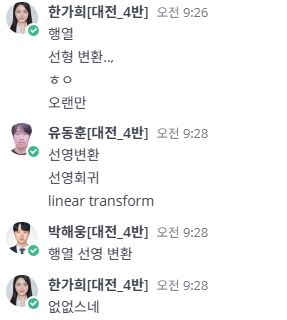 한가희[대전_4반] 오전 9:26
행열
선형 변환..,
ㅎㅇ
오랜만
유동훈[대전_4반] 오전 9:28
선영변환
선영회귀
linear transform
박해웅[대전_4반] 오전 9:28
행열 선영 변환
한가희[대전_4반] 오전 9:28
없없스네